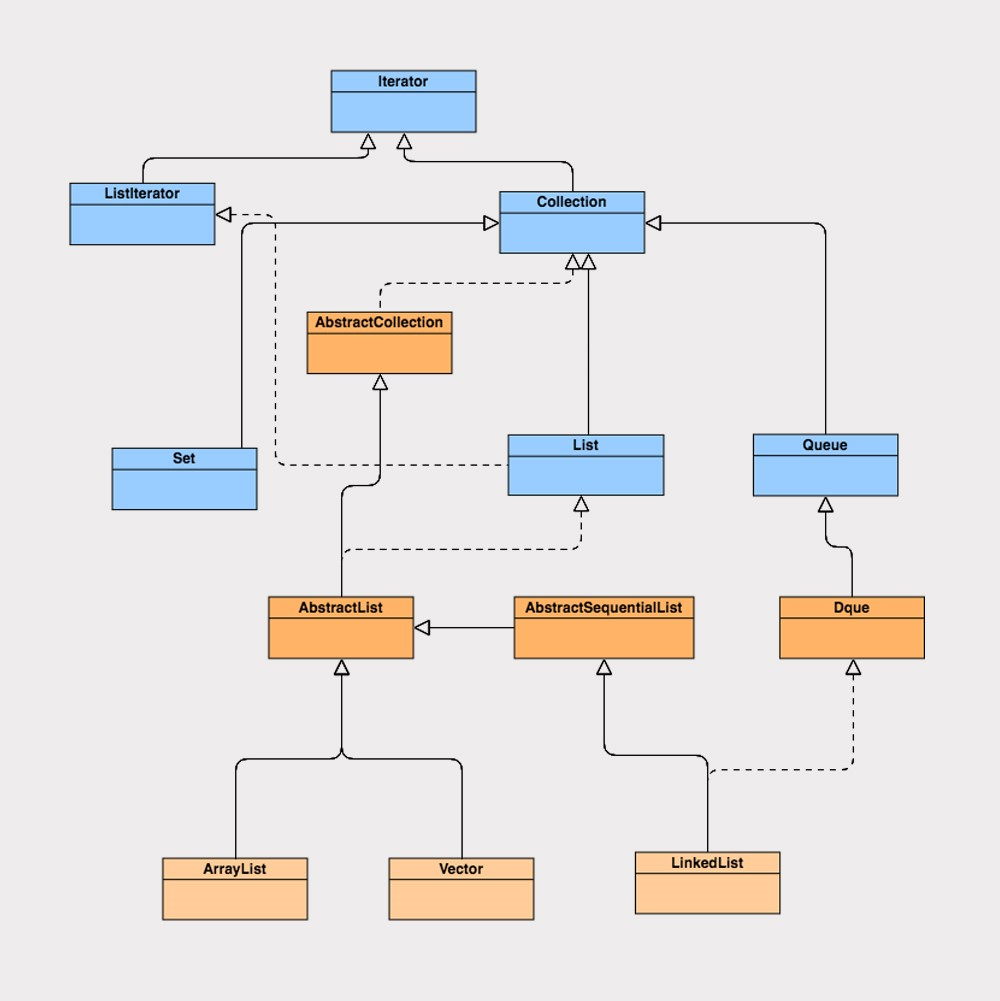 Iterator
ListIterator
Collection
AbstractCollection
List
Queue
Set
AbstractList
AbstractSequentialList
Dque
ArrayList
Vector
LinkedList